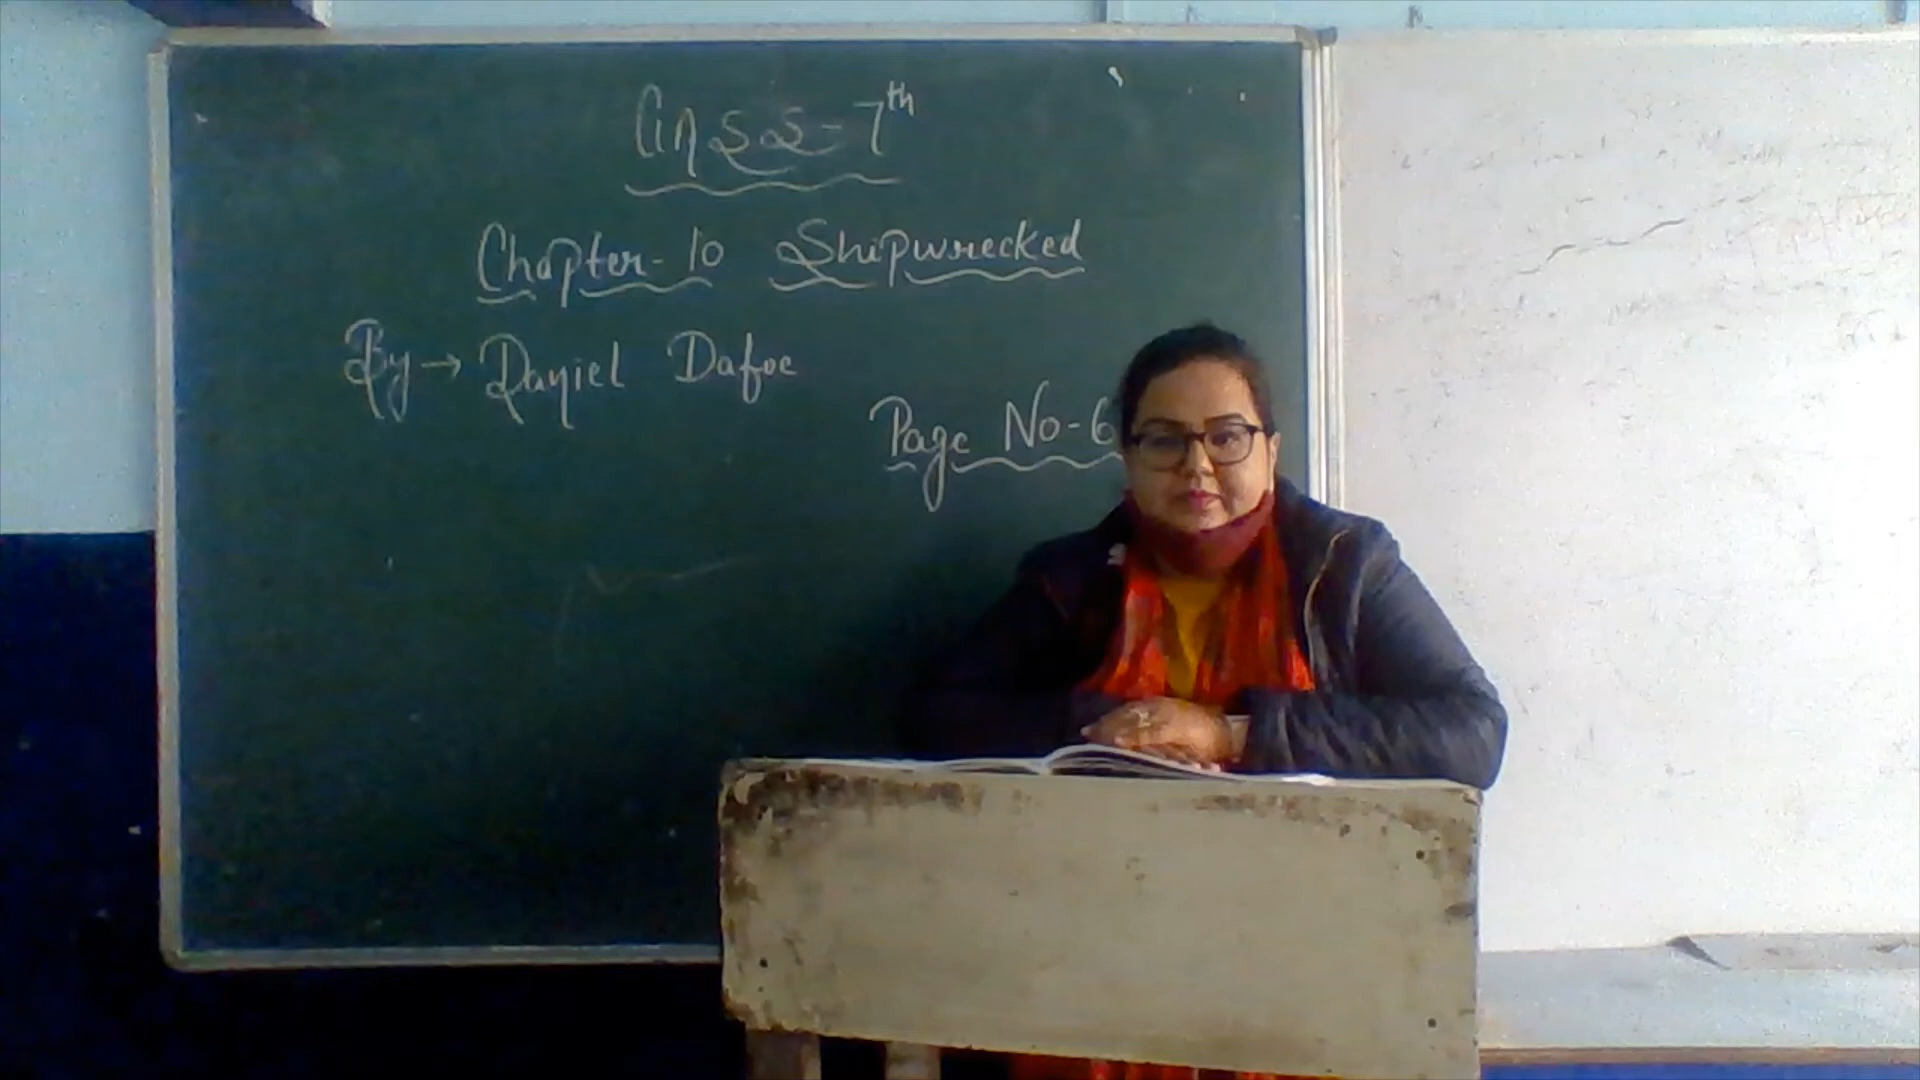 Class-7th
Chapter-10 Shipwrecked
By → Daniel Dafoe
Page No-6